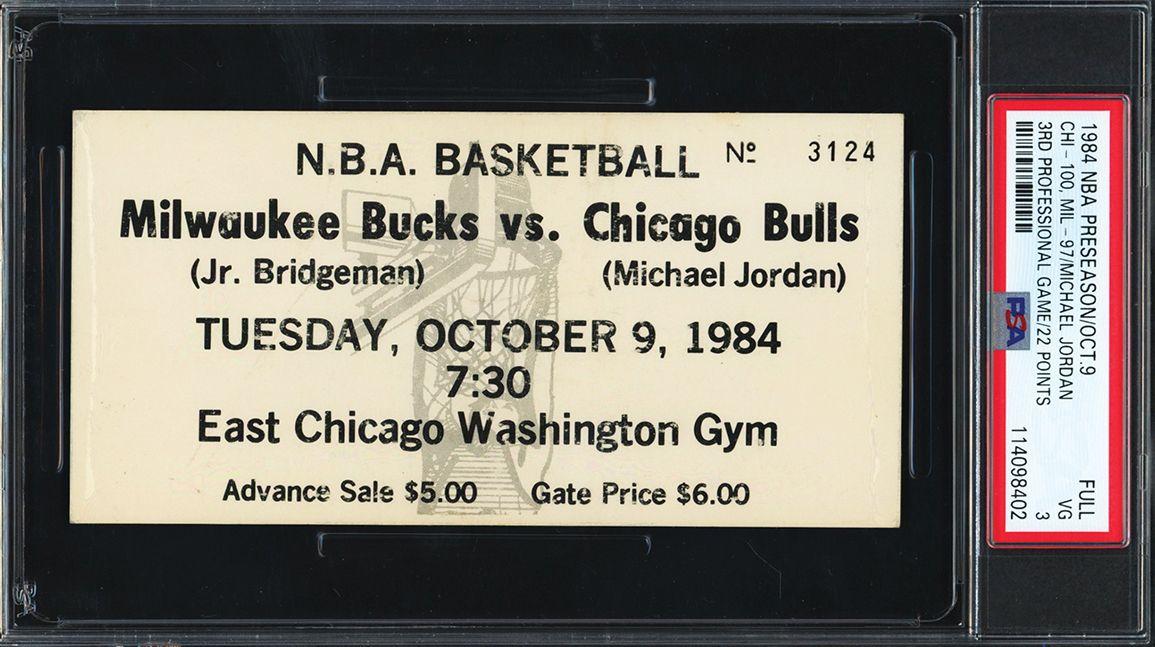 N.B.A. BASKETBALL Nº 3124
Milwaukee Bucks vs. Chicago Bulls
(Jr. Bridgeman) (Michael Jordan)
TUESDAY, OCTOBER 9, 1984
7:30
East Chicago Washington Gym
Advance Sale $5.00 Gate Price $6.00
1984 NBA PRESEASON/OCT.9 FULL
CHI - 100, MIL - 97/MICHAEL JORDAN VG
3RD PROFESSIONAL GAME/22 POINTS 3
114098402
PSA